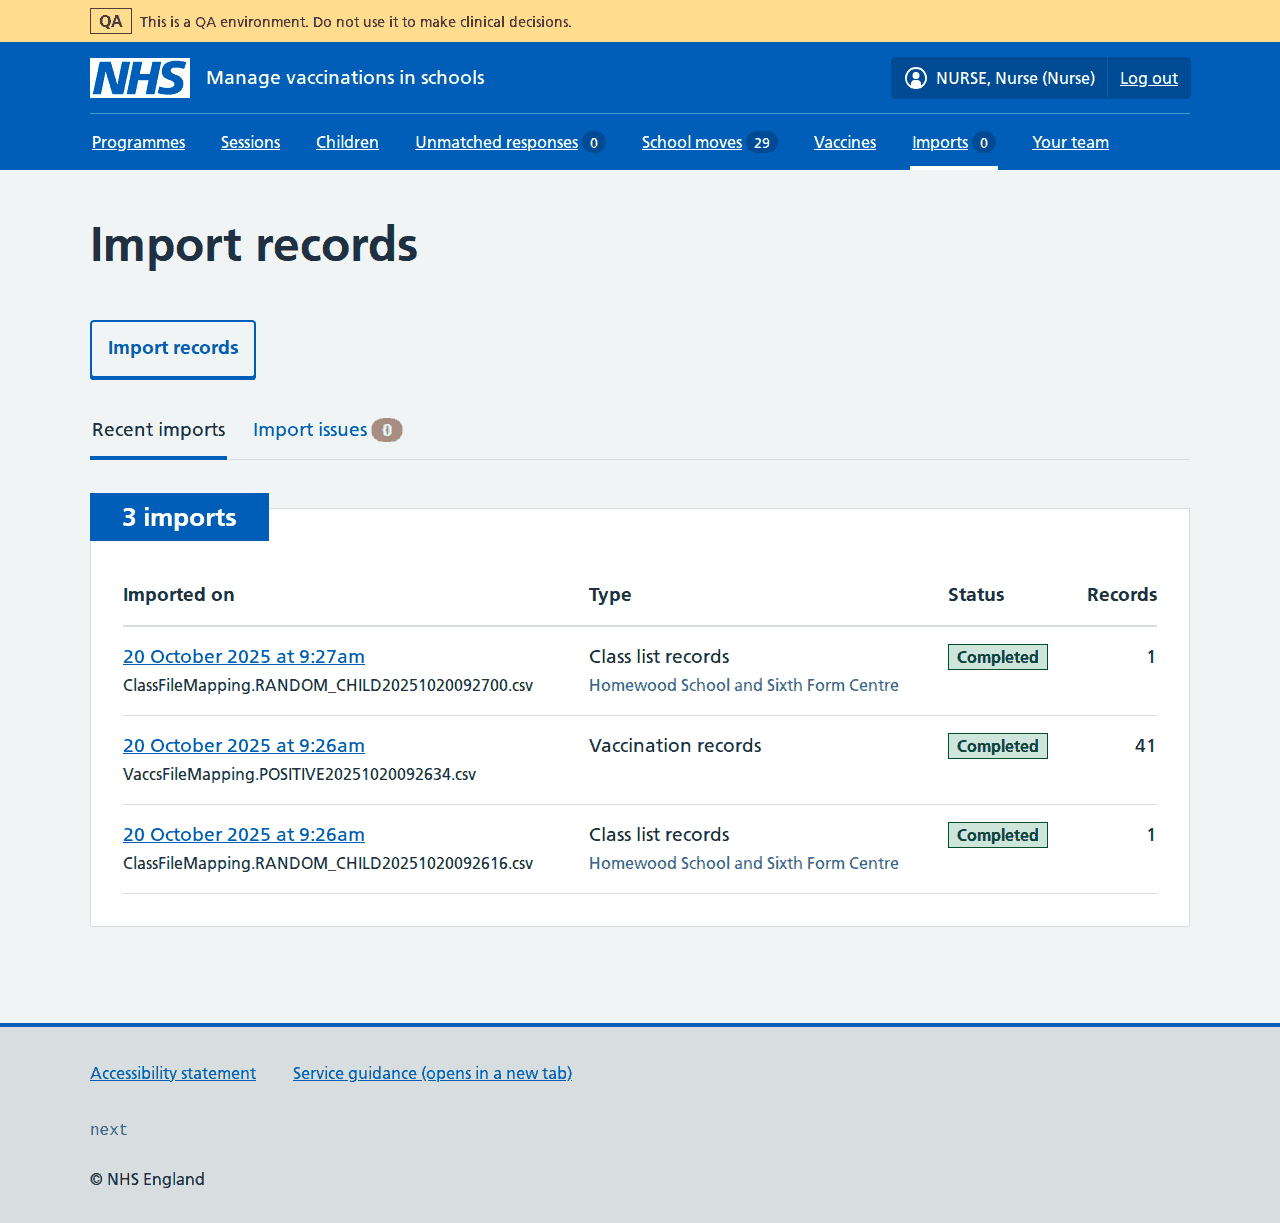 QA This is a QA environment. Do not use it to make clinical decisions.
NHS Manage vaccinations in schools NURSE, Nurse (Nurse) Log out
Programmes Sessions Children Unmatched responses 0 School moves 29 Vaccines Imports 0 Your team
Import records
Import records
Recent imports Import issues 0
3 imports
Imported on Type Status Records
20 October 2025 at 9:27am Class list records Completed 1
ClassFileMapping.RANDOM_CHILD20251020092700.csv Homewood School and Sixth Form Centre
20 October 2025 at 9:26am Vaccination records Completed 41
VaccsFileMapping.POSITIVE20251020092634.csv
20 October 2025 at 9:26am Class list records Completed 1
ClassFileMapping.RANDOM_CHILD20251020092616.csv Homewood School and Sixth Form Centre
Accessibility statement Service guidance (opens in a new tab)
next
© NHS England